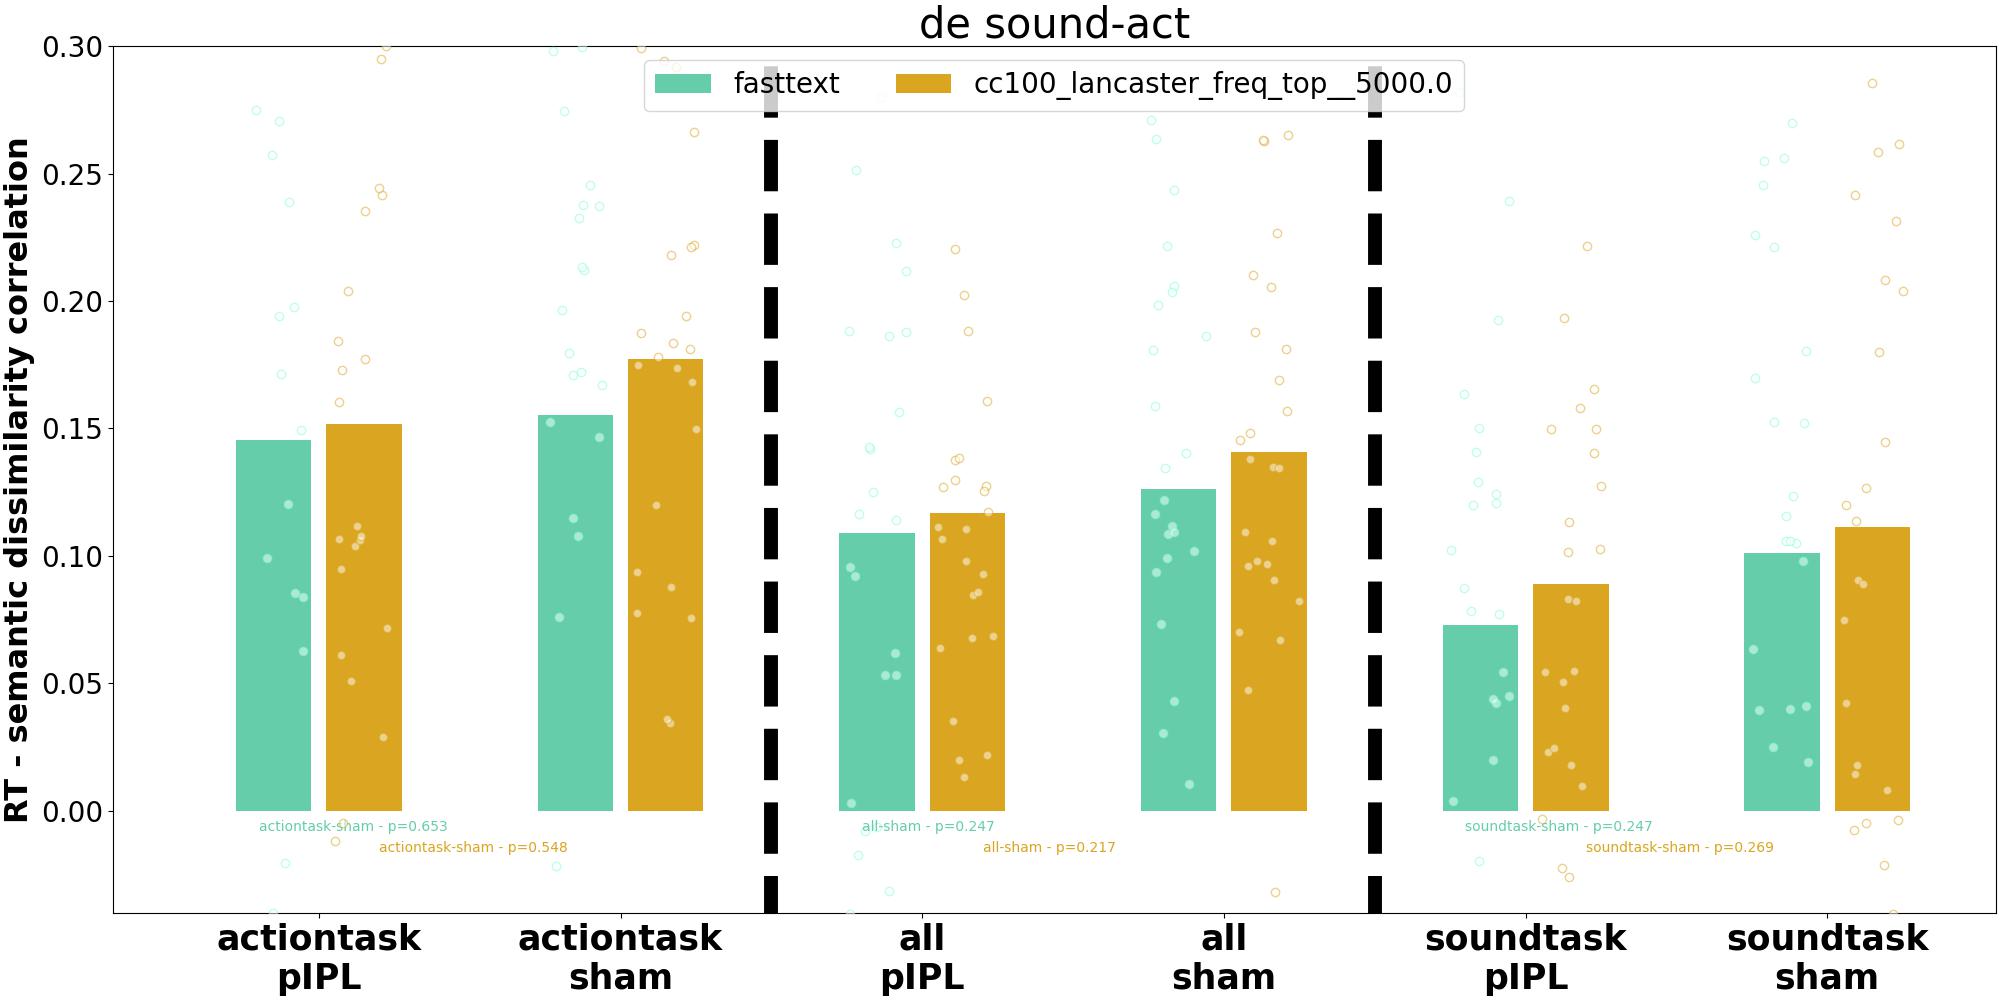 de sound-act
fasttext
cc100_lancaster_freq_top__5000.0
RT - semantic dissimilarity correlation
0.30
0.25
0.20
0.15
0.10
0.05
0.00
actiontask-sham - p=0.653
actiontask-sham - p=0.548
all-sham - p=0.247
all-sham - p=0.217
soundtask-sham - p=0.247
soundtask-sham - p=0.269
actiontask
pIPL
actiontask
sham
all
pIPL
all
sham
soundtask
pIPL
soundtask
sham